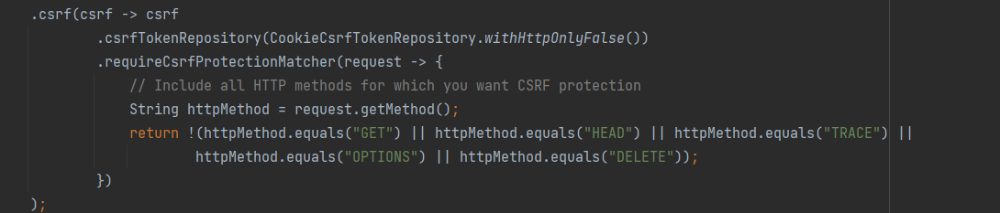 .csrf(csrf -> csrf
.csrfTokenRepository(CookieCsrfTokenRepository.withHttpOnlyFalse())
.requireCsrfProtectionMatcher(request -> {
// Include all HTTP methods for which you want CSRF protection
String httpMethod = request.getMethod();
return !(httpMethod.equals("GET") || httpMethod.equals("HEAD") || httpMethod.equals("TRACE") ||
httpMethod.equals("OPTIONS") || httpMethod.equals("DELETE"));
})
);